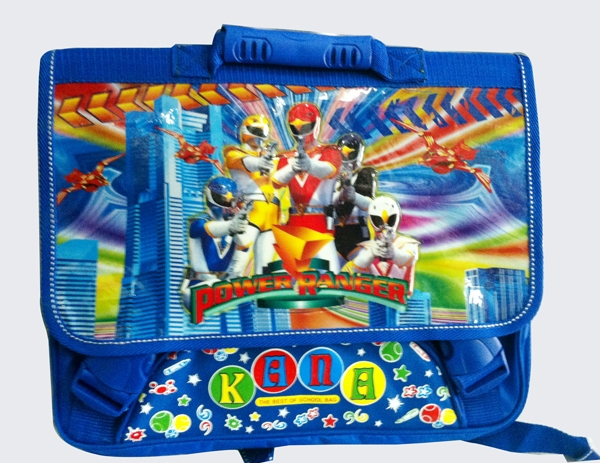 POWER RANGER
KANA
THE BEST OF SCHOOL BAG